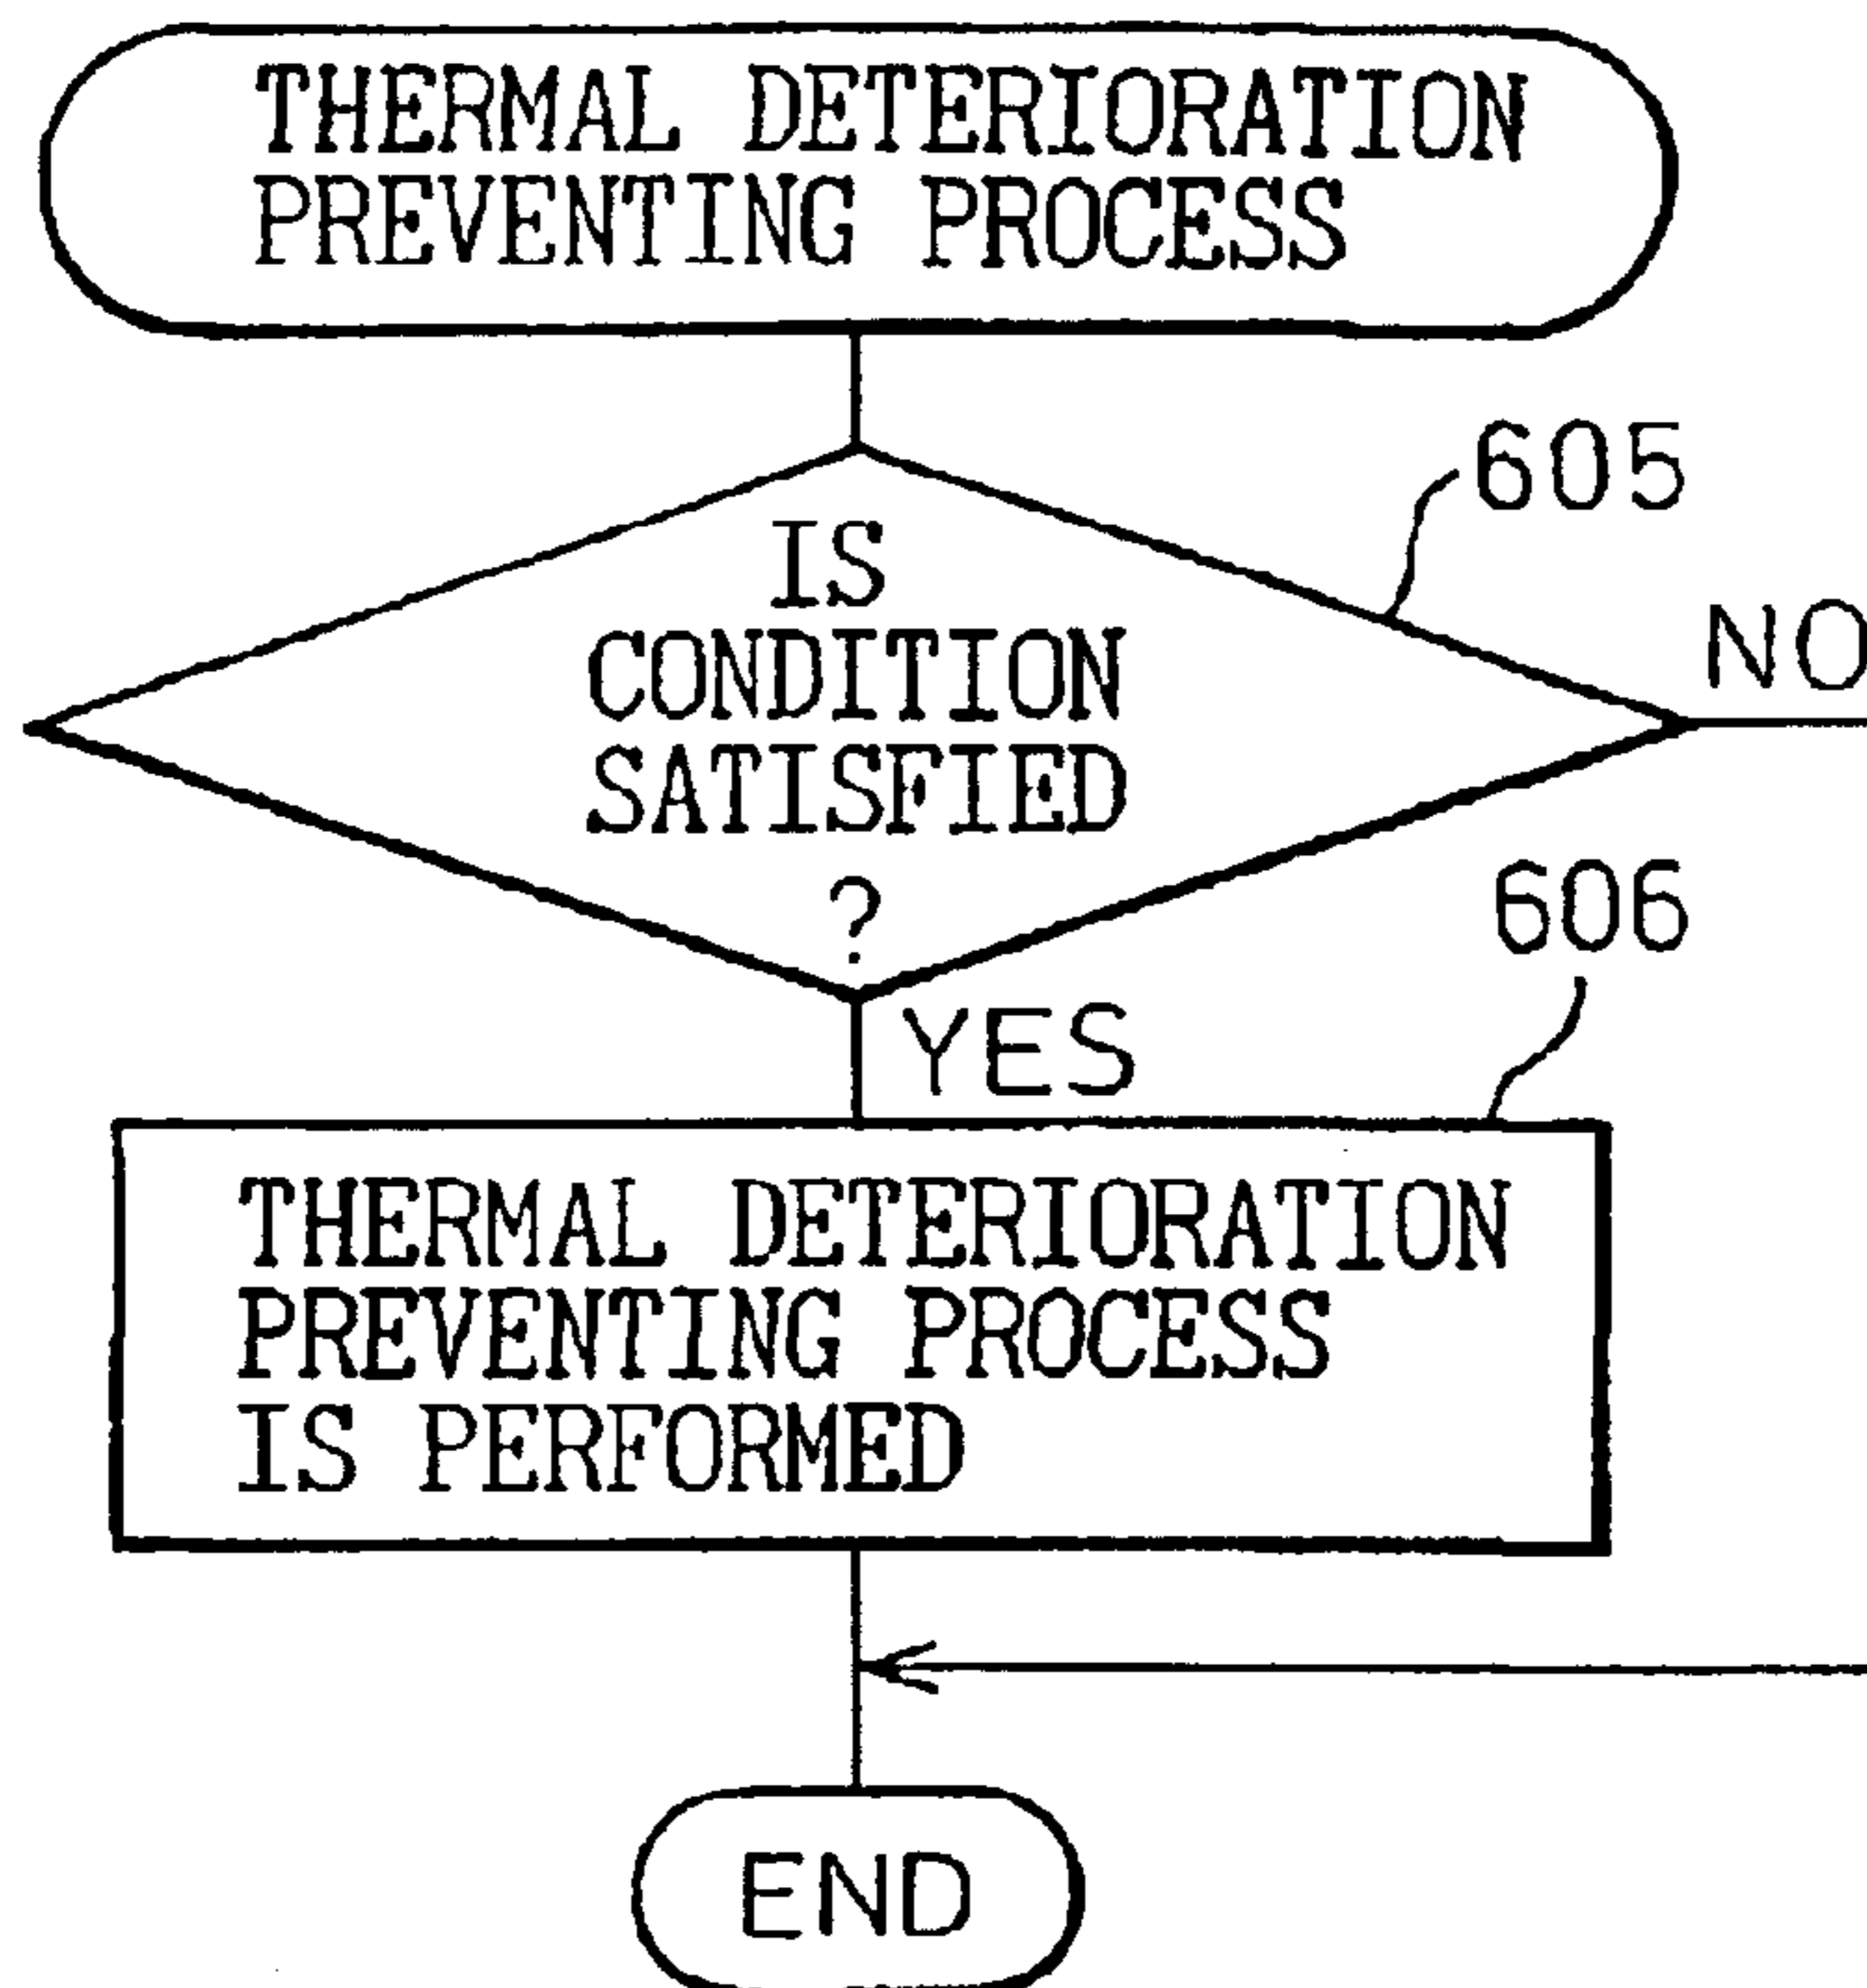 THERMAL DETERIORATION
PREVENTING PROCESS
605
IS
CONDITION
SATISFIED
?
NO
606
YES
THERMAL DETERIORATION
PREVENTING PROCESS
IS PERFORMED
END